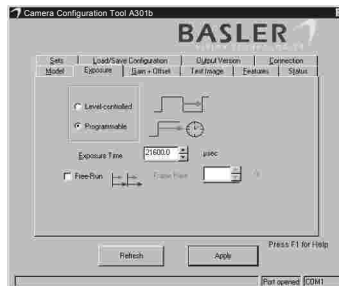 Camera Configuration Tool A301b
BASLER
VISION TECHNOLOGIES
Sets Load/Save Configuration Output Version Connection
Model Exposure Gain + Offset Test Image Features Status
Level-controlled
Programmable
Exposure Time 21600.0 µsec
Free-Run Frame Rate
Press F1 for Help
Refresh Apply
Port opened COM1